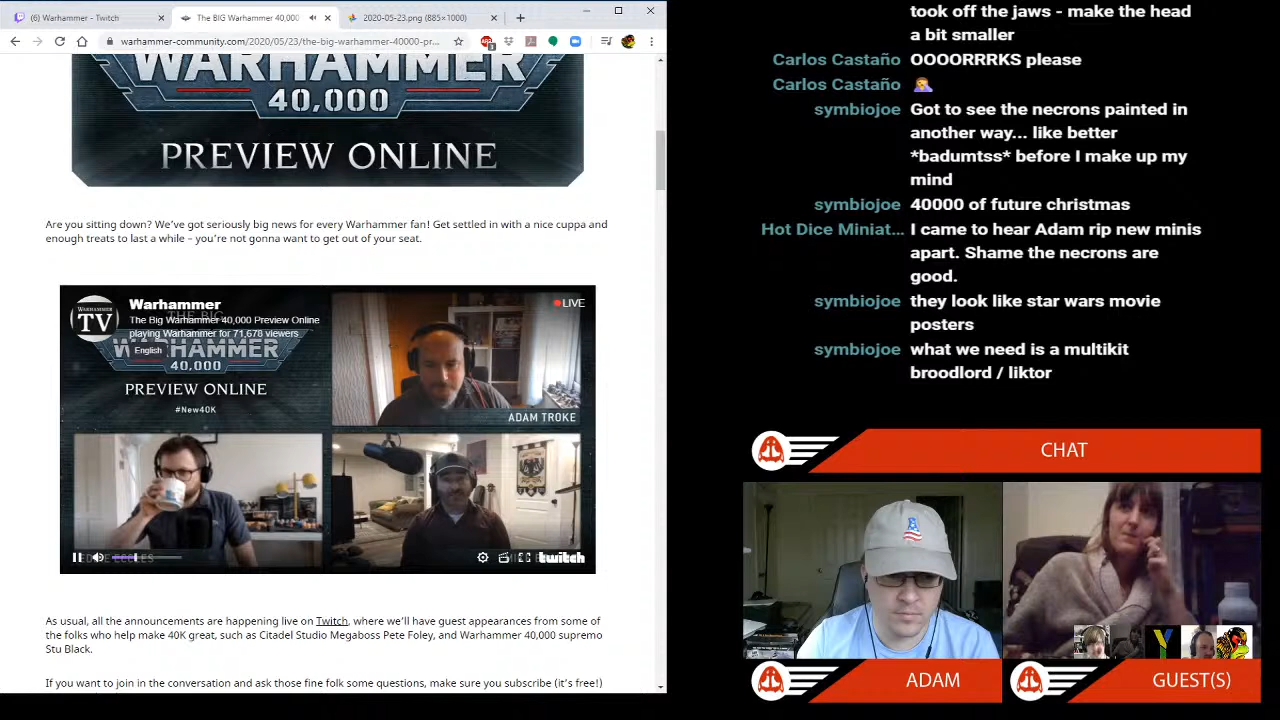 (6) Warhammer - Twitch
The BIG Warhammer 40,000
2020-05-23.png (885×1000)
warhammer-community.com/2020/05/23/the-big-warhammer-40000-pr...
WARHAMMER
40,000
PREVIEW ONLINE
Are you sitting down? We've got seriously big news for every Warhammer fan! Get settled in with a nice cuppa and
enough treats to last a while – you're not gonna want to get out of your seat.
WARHAMMER
TV
Warhammer
THE BIG
The Big Warhammer 40,000 Preview Online
playing Warhammer for 71,678 viewers
English
WARHAMMER
40,000
PREVIEW ONLINE
#New40K
LIVE
ADAM TROKE
EDDIE ECCLES
twitch
As usual, all the announcements are happening live on Twitch, where we'll have guest appearances from some of
the folks who help make 40K great, such as Citadel Studio Megaboss Pete Foley, and Warhammer 40,000 supremo
Stu Black.
If you want to join in the conversation and ask those fine folk some questions, make sure you subscribe (it's free!)
took off the jaws - make the head
a bit smaller
Carlos Castaño OOOORRRKS please
Carlos Castaño 🤦‍♀️
symbiojoe Got to see the necrons painted in
another way... like better
*badumtss* before I make up my
mind
symbiojoe 40000 of future christmas
Hot Dice Miniat... I came to hear Adam rip new minis
apart. Shame the necrons are
good.
symbiojoe they look like star wars movie
posters
symbiojoe what we need is a multikit
broodlord / liktor
CHAT
ADAM
GUEST(S)